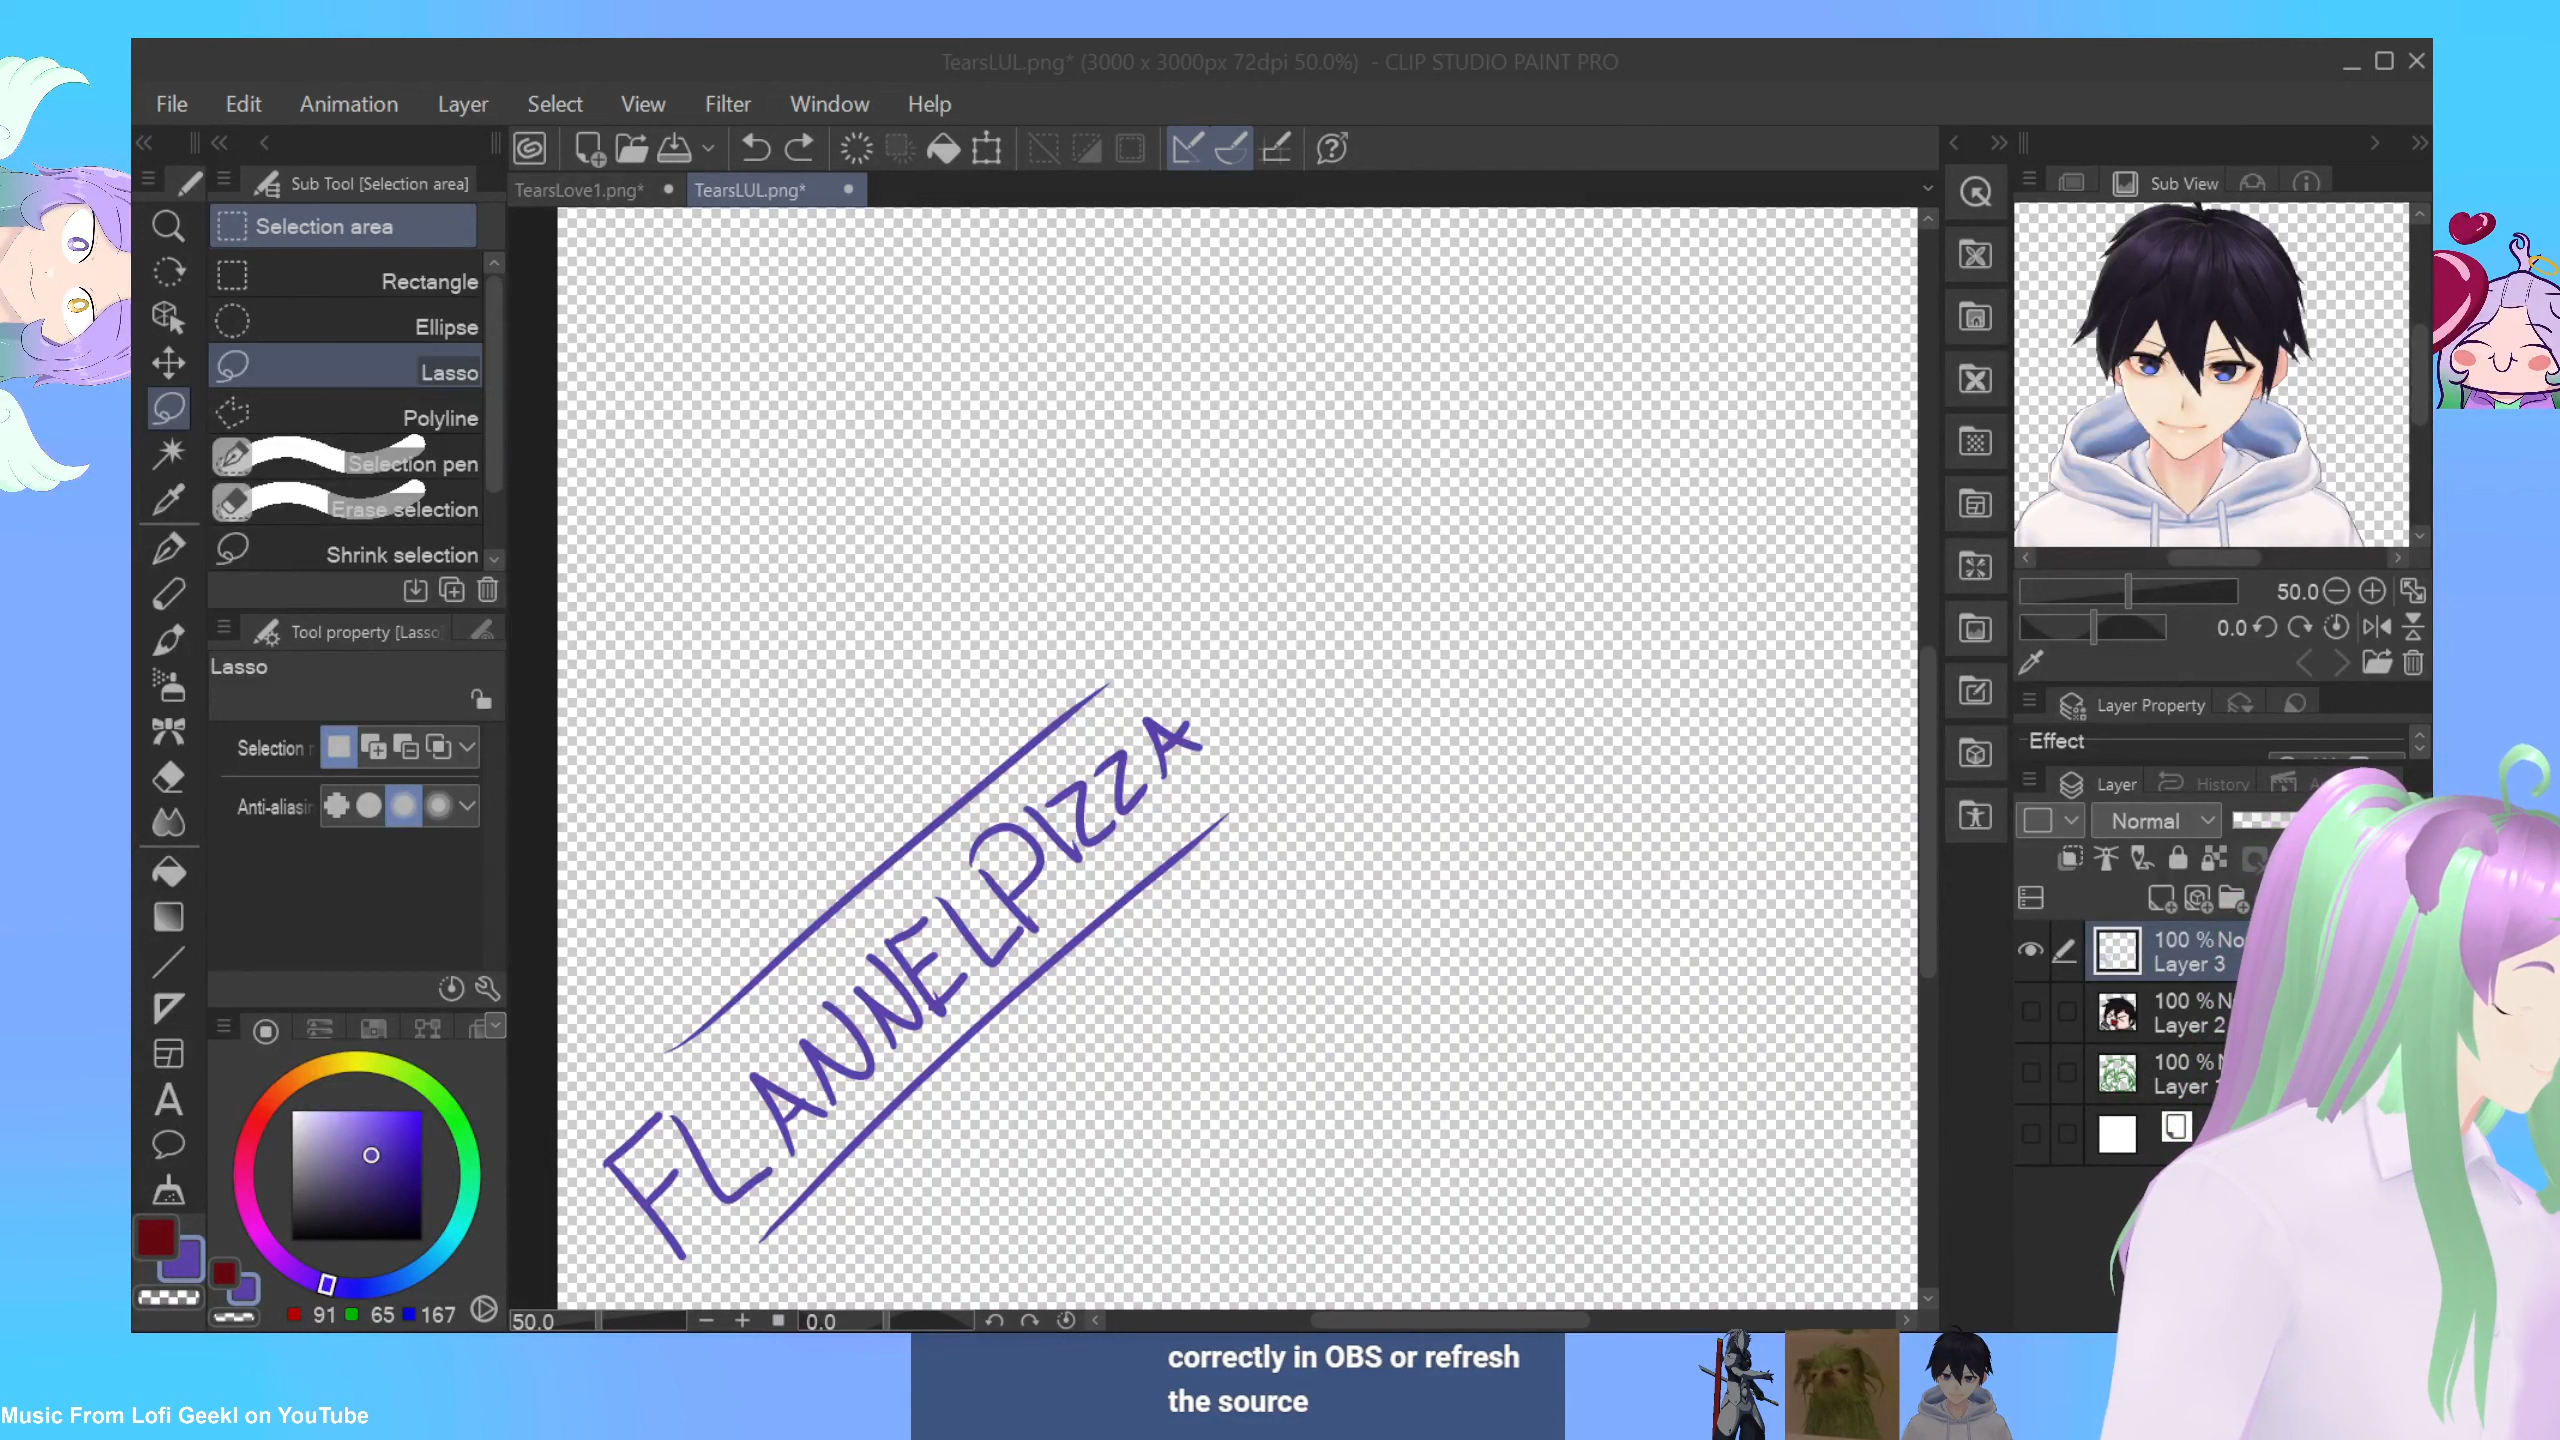 TearsLUL.png* (3000 x 3000px 72dpi 50.0%) - CLIP STUDIO PAINT PRO
File Edit Animation Layer Select View Filter Window Help
Sub Tool [Selection area]
TearsLove1.png*
TearsLUL.png*
Sub View
Selection area
Rectangle
Ellipse
Lasso
Polyline
Selection pen
Erase selection
Shrink selection
Tool property [Lasso
Lasso
Selection
Anti-aliasin
91 65 167
FLANNELPIZZA
50.0
0.0
50.0
0.0
Layer Property
Effect
Layer
History
Normal
100 % No
Layer 3
100 % N
Layer 2
100 % N
Layer
correctly in OBS or refresh
the source
Music From Lofi Geekl on YouTube